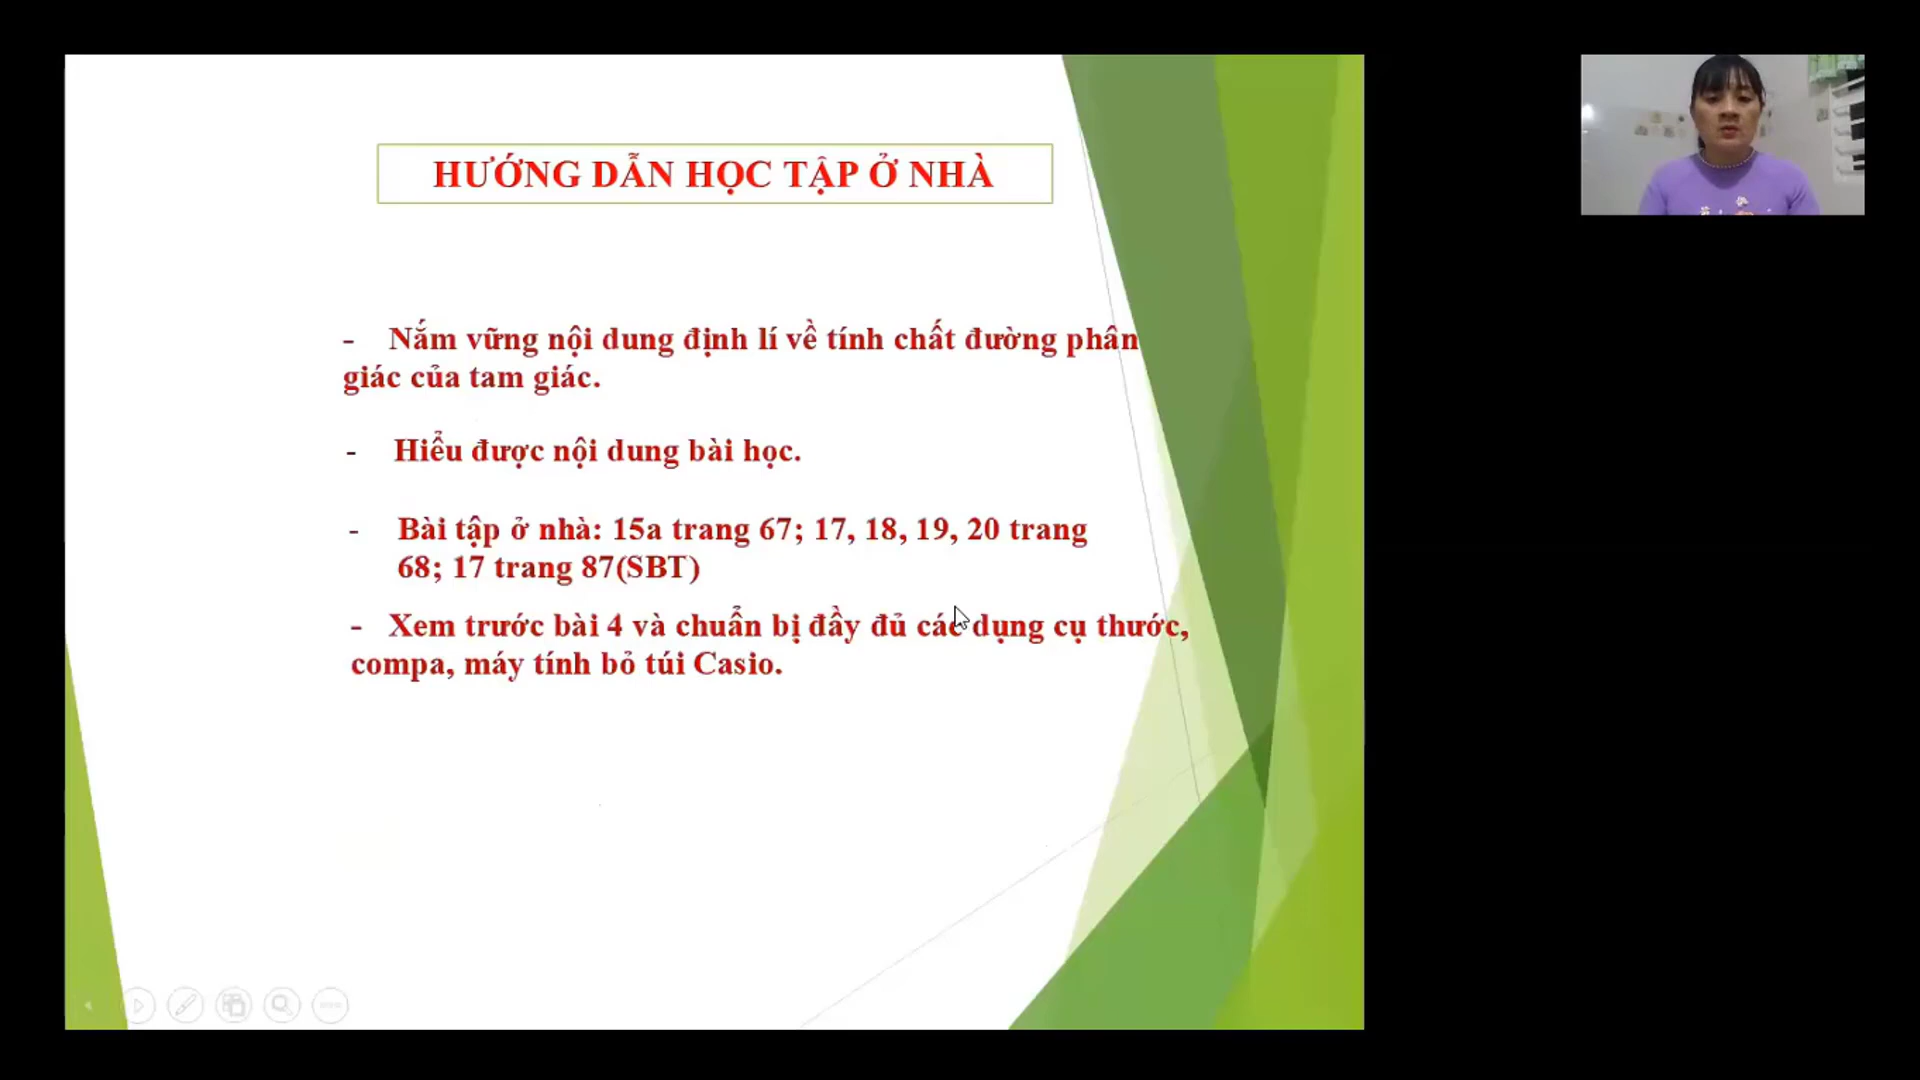 HƯỚNG DẪN HỌC TẬP Ở NHÀ
- Nắm vững nội dung định lí về tính chất đường phân
giác của tam giác.
- Hiểu được nội dung bài học.
- Bài tập ở nhà: 15a trang 67; 17, 18, 19, 20 trang
68; 17 trang 87(SBT)
- Xem trước bài 4 và chuẩn bị đầy đủ các dụng cụ thước,
compa, máy tính bỏ túi Casio.